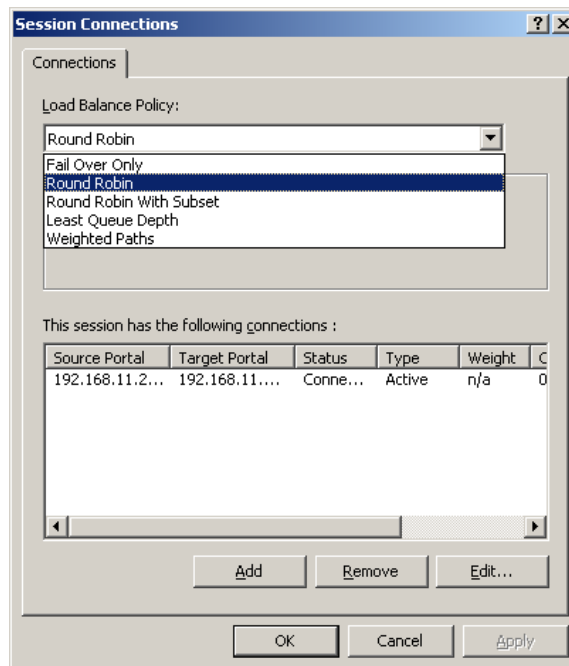 Session Connections
Connections
Load Balance Policy:
Round Robin
Fail Over Only
Round Robin
Round Robin With Subset
Least Queue Depth
Weighted Paths
This session has the following connections :
Source Portal Target Portal Status Type Weight C
192.168.11.2... 192.168.11.... Conne... Active n/a 0
Add Remove Edit...
OK Cancel Apply